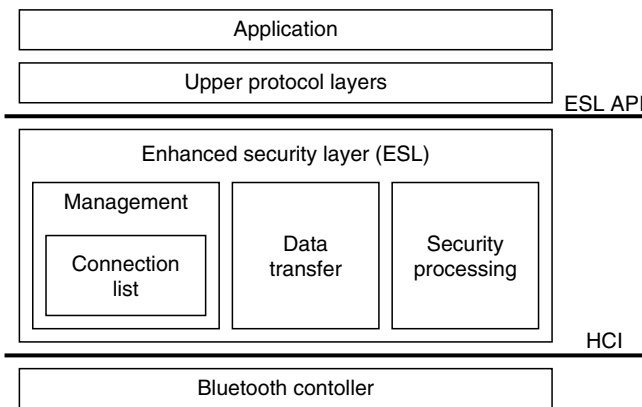 Application
Upper protocol layers
ESL API
Enhanced security layer (ESL)
Management
Connection
list
Data
transfer
Security
processing
HCI
Bluetooth contoller